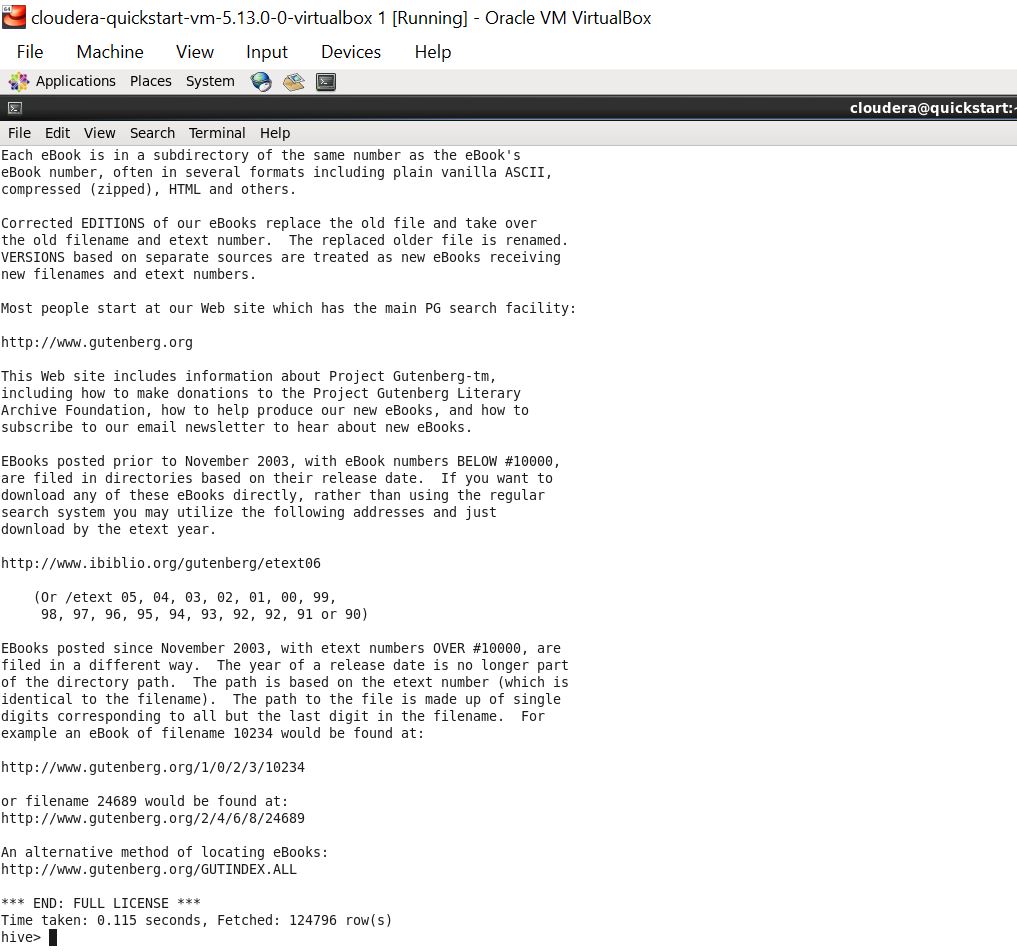 cloudera-quickstart-vm-5.13.0-0-virtualbox 1 [Running] - Oracle VM VirtualBox
File Machine View Input Devices Help
Applications Places System
cloudera@quickstart:~
File Edit View Search Terminal Help
Each eBook is in a subdirectory of the same number as the eBook's
eBook number, often in several formats including plain vanilla ASCII,
compressed (zipped), HTML and others.
Corrected EDITIONS of our eBooks replace the old file and take over
the old filename and etext number.  The replaced older file is renamed.
VERSIONS based on separate sources are treated as new eBooks receiving
new filenames and etext numbers.
Most people start at our Web site which has the main PG search facility:
http://www.gutenberg.org
This Web site includes information about Project Gutenberg-tm,
including how to make donations to the Project Gutenberg Literary
Archive Foundation, how to help produce our new eBooks, and how to
subscribe to our email newsletter to hear about new eBooks.
EBooks posted prior to November 2003, with eBook numbers BELOW #10000,
are filed in directories based on their release date.  If you want to
download any of these eBooks directly, rather than using the regular
search system you may utilize the following addresses and just
download by the etext year.
http://www.ibiblio.org/gutenberg/etext06
(Or /etext 05, 04, 03, 02, 01, 00, 99,
98, 97, 96, 95, 94, 93, 92, 92, 91 or 90)
EBooks posted since November 2003, with etext numbers OVER #10000, are
filed in a different way.  The year of a release date is no longer part
of the directory path.  The path is based on the etext number (which is
identical to the filename).  The path to the file is made up of single
digits corresponding to all but the last digit in the filename.  For
example an eBook of filename 10234 would be found at:
http://www.gutenberg.org/1/0/2/3/10234
or filename 24689 would be found at:
http://www.gutenberg.org/2/4/6/8/24689
An alternative method of locating eBooks:
http://www.gutenberg.org/GUTINDEX.ALL
*** END: FULL LICENSE ***
Time taken: 0.115 seconds, Fetched: 124796 row(s)
hive>